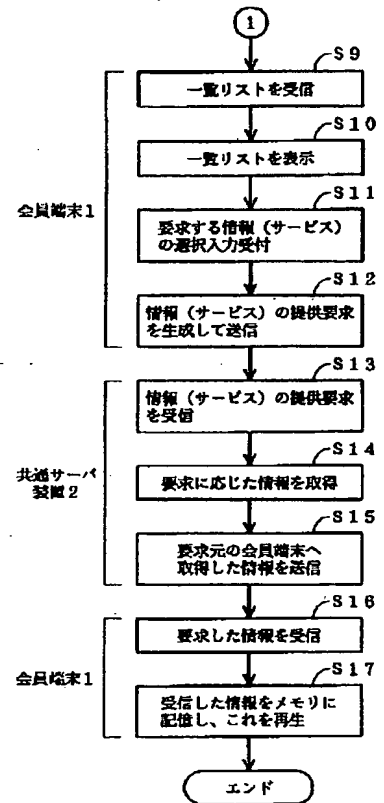 1
S9
一覧リストを受信
S10
一覧リストを表示
会員端末1
S11
要求する情報（サービス）
の選択入力受付
S12
情報（サービス）の提供要求
を生成して送信
S13
情報（サービス）の提供要求
を受信
共通サーバ
装置2
S14
要求に応じた情報を取得
S15
要求元の会員端末へ
取得した情報を送信
S16
要求した情報を受信
会員端末1
S17
受信した情報をメモリに
記憶し、これを再生
エンド